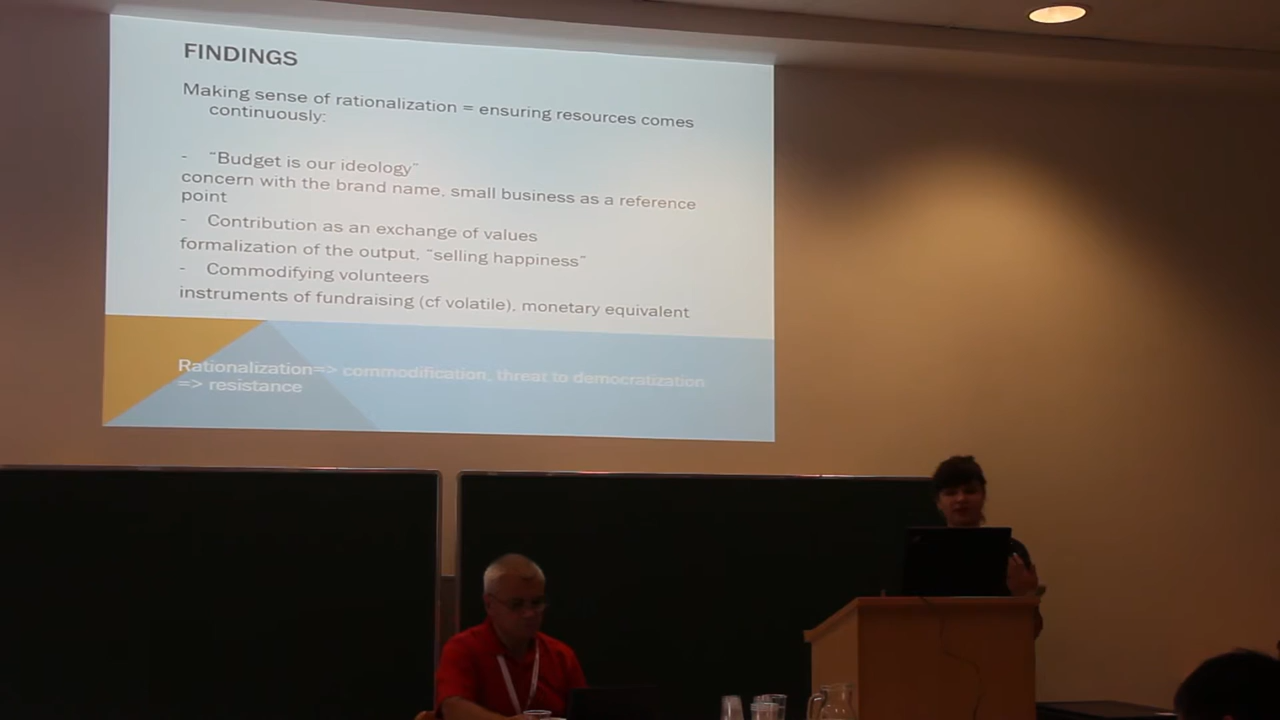 FINDINGS
Making sense of rationalization = ensuring resources comes
continuously:
- "Budget is our ideology"
concern with the brand name, small business as a reference
point
- Contribution as an exchange of values
formalization of the output, "selling happiness"
- Commodifying volunteers
instruments of fundraising (cf volatile), monetary equivalent
Rationalization=> commodification, threat to democratization
=> resistance